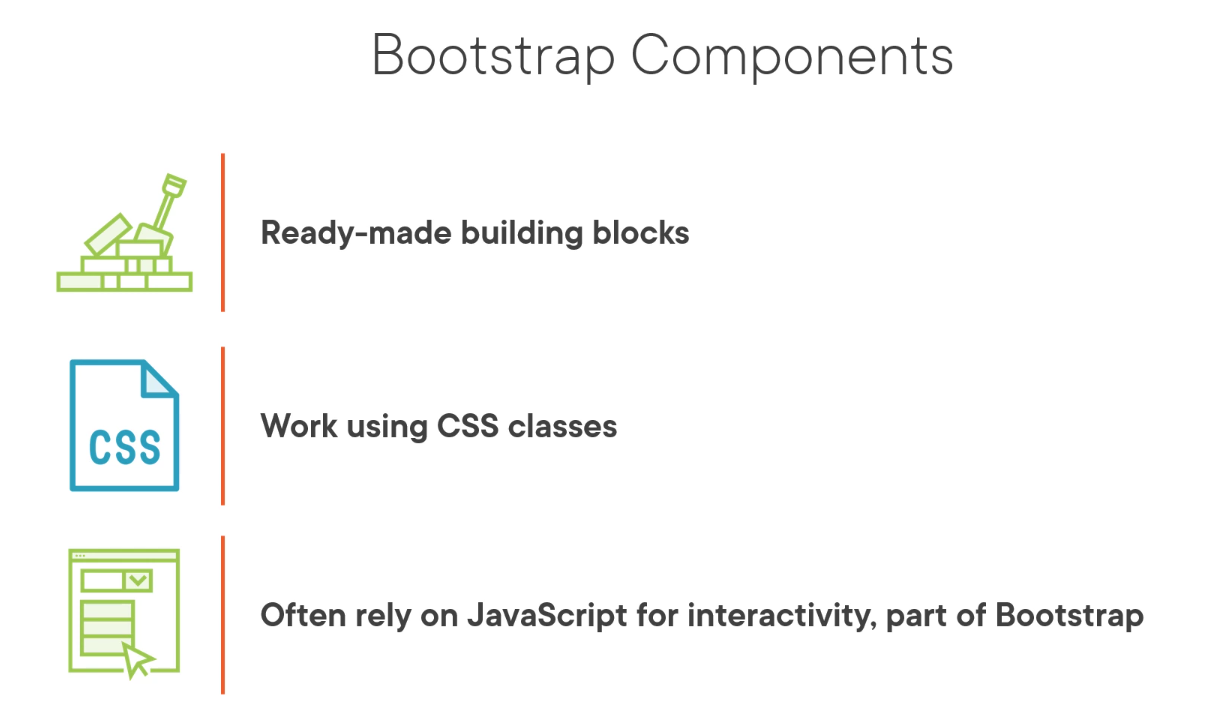 Bootstrap Components
Ready-made building blocks
Work using CSS classes
CSS
Often rely on JavaScript for interactivity, part of Bootstrap